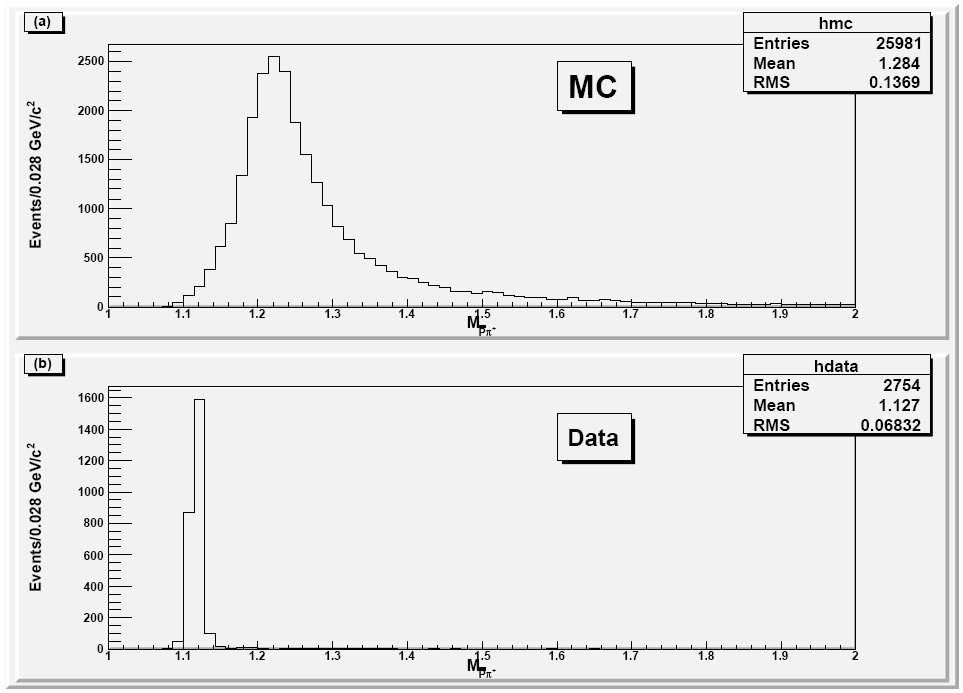 (a)
hmc
Entries 25981
Mean 1.284
RMS 0.1369
MC
Events/0.028 GeV/c²
2500
2000
1500
1000
500
0
1 1.1 1.2 1.3 1.4 1.5 1.6 1.7 1.8 1.9 2
M_{p̅π⁺}
(b)
hdata
Entries 2754
Mean 1.127
RMS 0.06832
Data
Events/0.028 GeV/c²
1600
1400
1200
1000
800
600
400
200
0
1 1.1 1.2 1.3 1.4 1.5 1.6 1.7 1.8 1.9 2
M_{p̅π⁺}